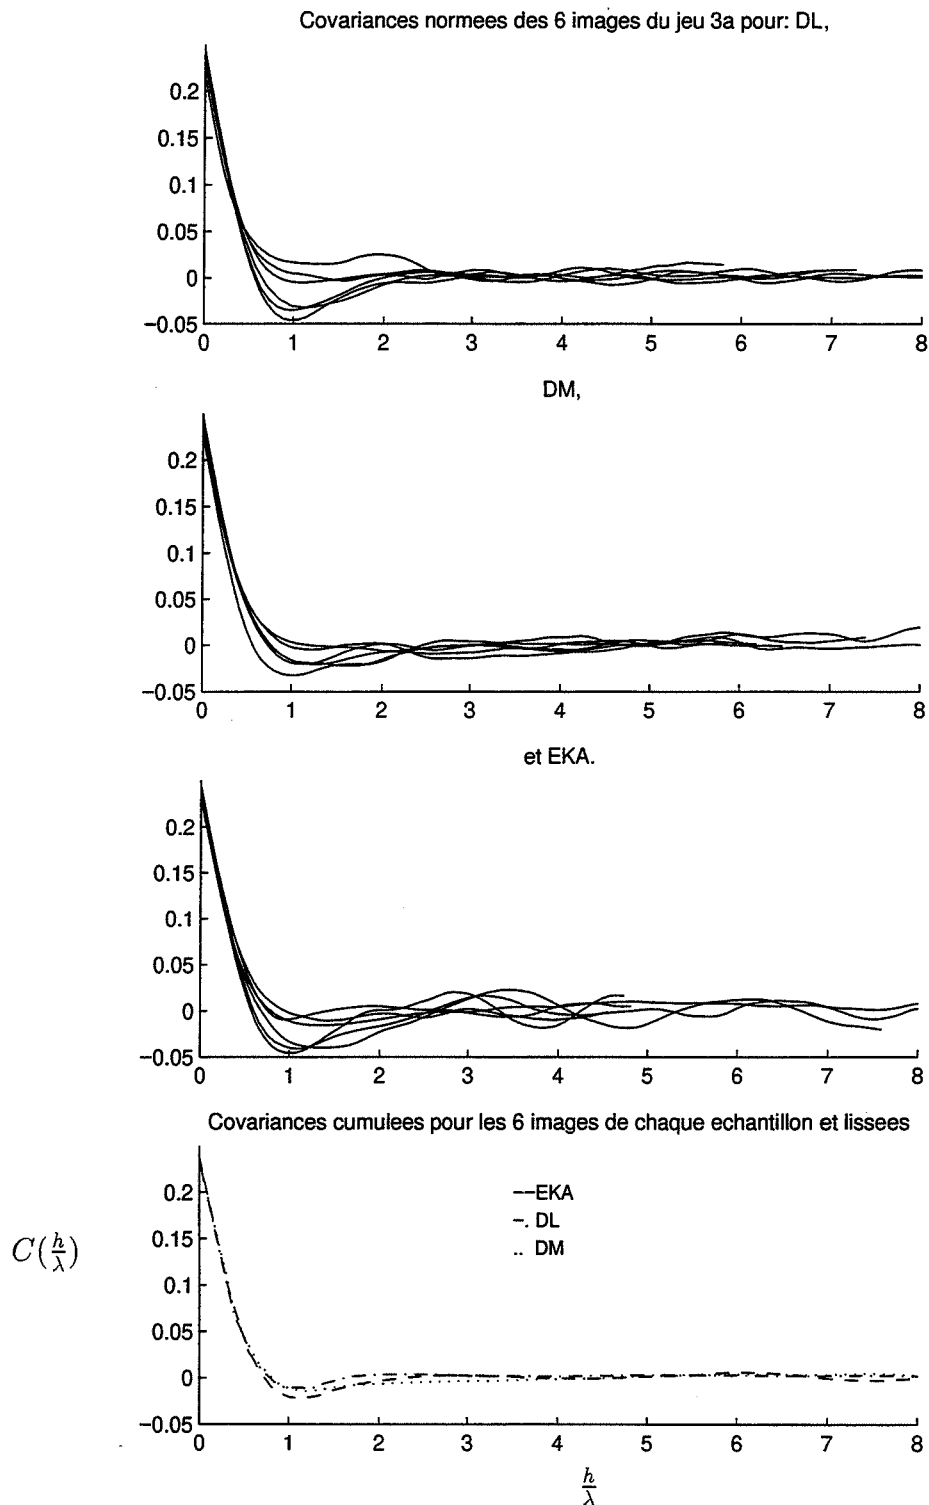 Covariances normees des 6 images du jeu 3a pour: DL,
0.2
0.15
0.1
0.05
0
−0.05
0 1 2 3 4 5 6 7 8
DM,
0.2
0.15
0.1
0.05
0
−0.05
0 1 2 3 4 5 6 7 8
et EKA.
0.2
0.15
0.1
0.05
0
−0.05
0 1 2 3 4 5 6 7 8
Covariances cumulees pour les 6 images de chaque echantillon et lissees
0.2
0.15
0.1
0.05
0
−0.05
0 1 2 3 4 5 6 7 8
−−EKA
−. DL
.. DM
C(h/λ)
h/λ